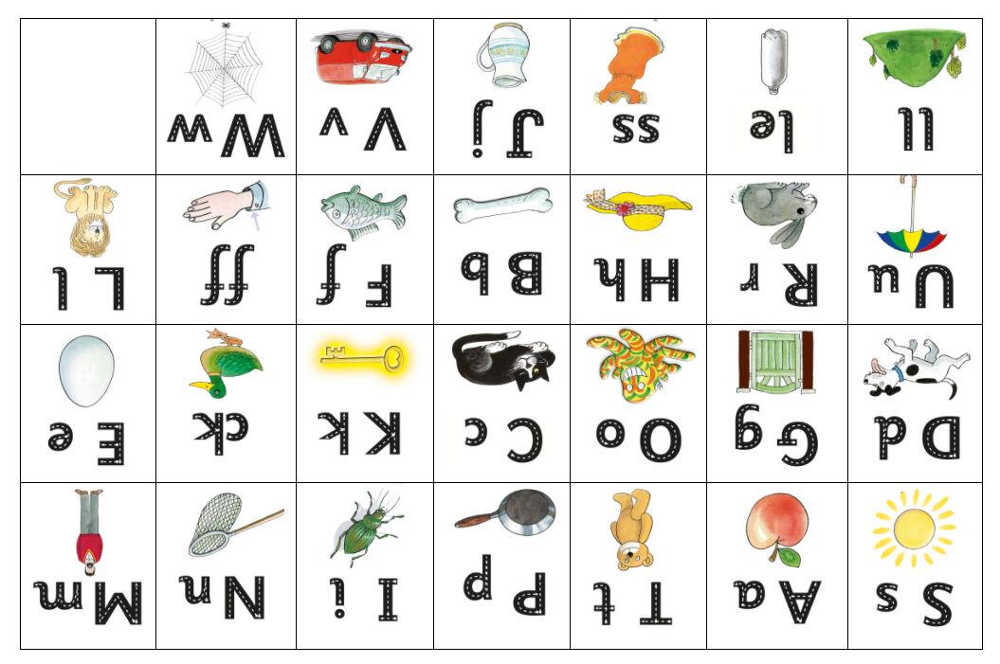 S s
A a
T t
P p
I i
N n
M m
D d
G g
O o
C c
K k
ck
E e
U u
R r
H h
B b
F f
ff
L l
ll
le
ss
J j
V v
W w